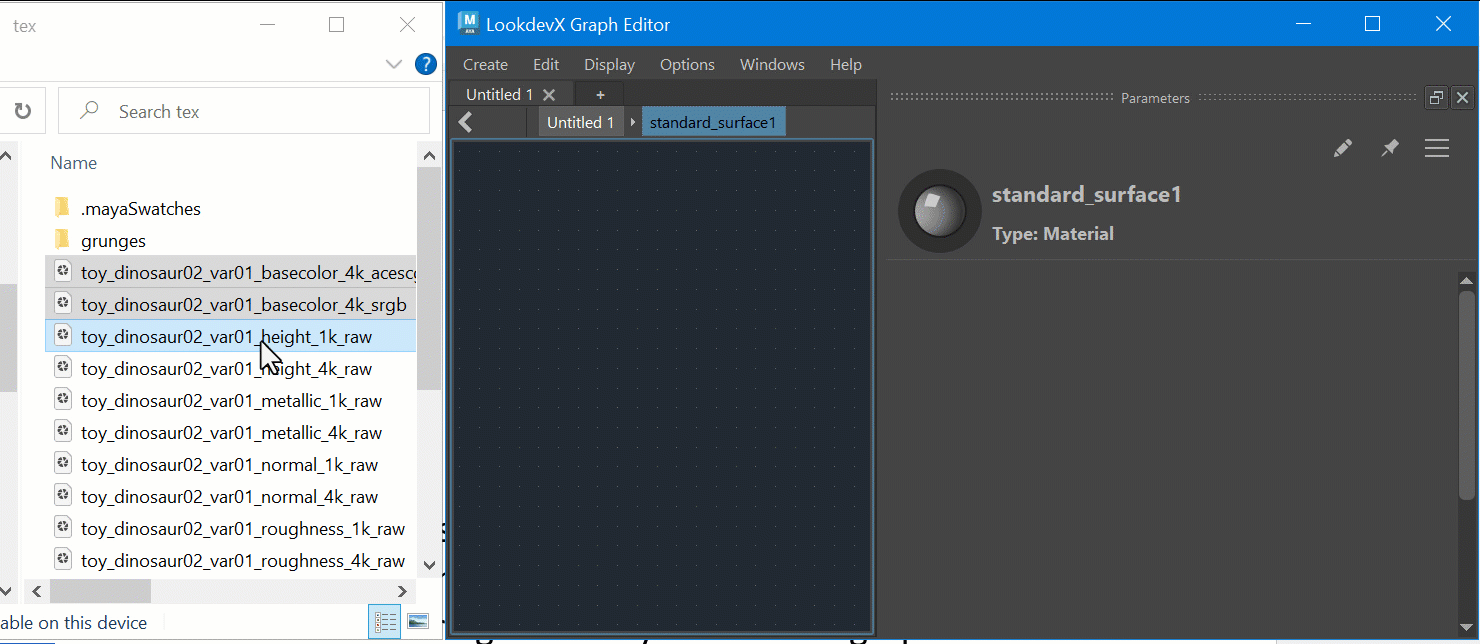 tex
?
Search tex
Name
.mayaSwatches
grunges
toy_dinosaur02_var01_basecolor_4k_acescg
toy_dinosaur02_var01_basecolor_4k_srgb
toy_dinosaur02_var01_height_1k_raw
toy_dinosaur02_var01_height_4k_raw
toy_dinosaur02_var01_metallic_1k_raw
toy_dinosaur02_var01_metallic_4k_raw
toy_dinosaur02_var01_normal_1k_raw
toy_dinosaur02_var01_normal_4k_raw
toy_dinosaur02_var01_roughness_1k_raw
toy_dinosaur02_var01_roughness_4k_raw
able on this device
M
LookdevX Graph Editor
Create Edit Display Options Windows Help
Untitled 1 +
Untitled 1 standard_surface1
Parameters
standard_surface1
Type: Material